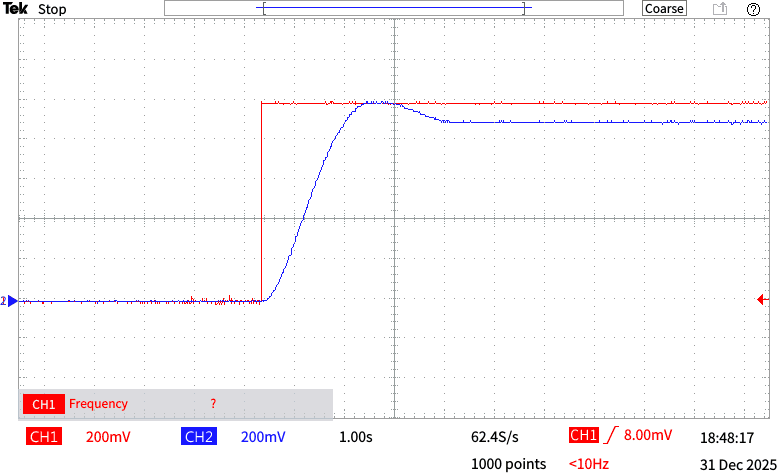 Tek Stop Coarse ?
2
CH1 Frequency ?
CH1 200mV CH2 200mV 1.00s 62.4S/s CH1 8.00mV 18:48:17
1000 points <10Hz 31 Dec 2025